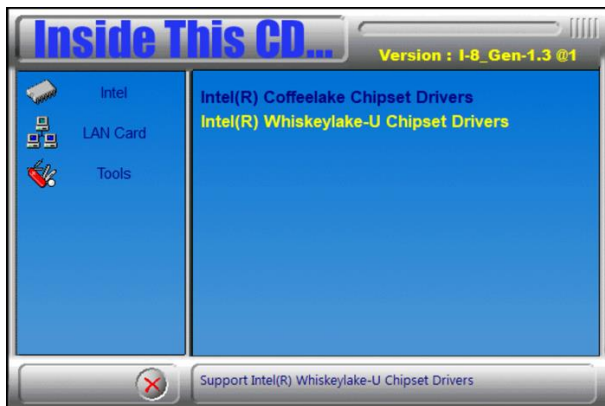 Inside This CD...
Version : I-8_Gen-1.3 @1
Intel
LAN Card
Tools
Intel(R) Coffeelake Chipset Drivers
Intel(R) Whiskeylake-U Chipset Drivers
Support Intel(R) Whiskeylake-U Chipset Drivers